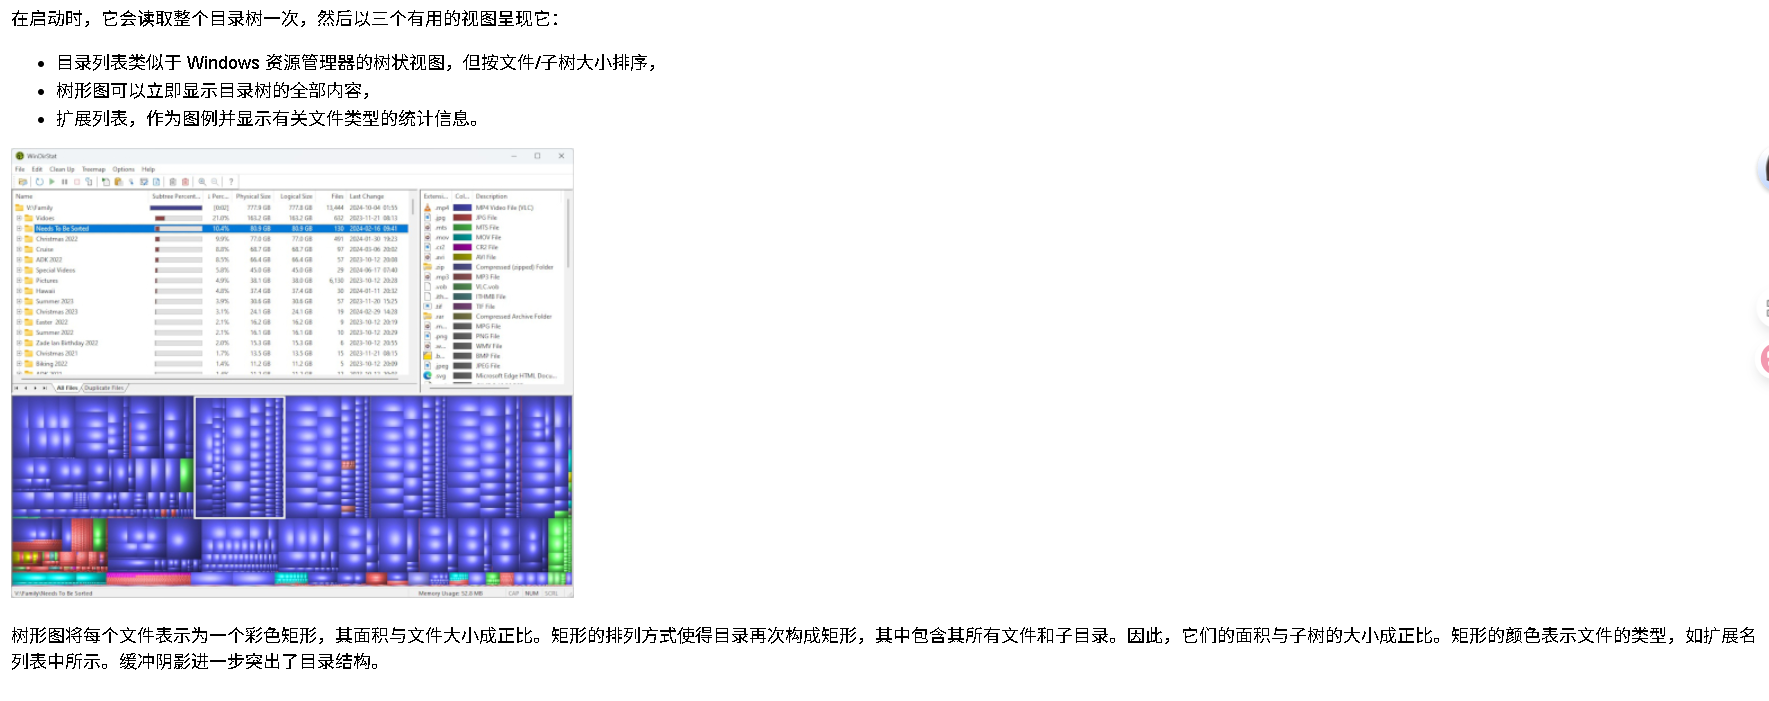 在启动时，它会读取整个目录树一次，然后以三个有用的视图呈现它：
目录列表类似于 Windows 资源管理器的树状视图，但按文件/子树大小排序，
树形图可以立即显示目录树的全部内容，
扩展列表，作为图例并显示有关文件类型的统计信息。
WinDirStat
File Edit Clean Up Treemap Options Help
Name Subtree Percent... ↓ Perc... Physical Size Logical Size Files Last Change
V:\Family [0:02] 777.8 GB 777.8 GB 13,444 2024-10-04 01:55
Videos 21.0% 163.2 GB 163.2 GB 632 2023-11-21 08:13
Needs To Be Sorted 10.4% 80.9 GB 80.9 GB 130 2024-02-16 09:41
Christmas 2022 9.9% 77.0 GB 77.0 GB 491 2024-01-30 19:23
Cruise 8.8% 68.7 GB 68.7 GB 97 2024-03-06 20:02
ADK 2022 8.5% 66.4 GB 66.4 GB 57 2023-10-12 20:08
Special Videos 5.8% 45.0 GB 45.0 GB 29 2024-06-17 07:40
Pictures 4.9% 38.1 GB 38.0 GB 6,130 2023-10-12 20:28
Hawaii 4.8% 37.4 GB 37.4 GB 30 2024-01-11 20:32
Summer 2023 3.9% 30.6 GB 30.6 GB 57 2023-11-20 15:25
Christmas 2023 3.1% 24.1 GB 24.1 GB 19 2024-02-29 14:28
Easter 2022 2.1% 16.2 GB 16.2 GB 9 2023-10-12 20:19
Summer 2022 2.1% 16.1 GB 16.1 GB 10 2023-10-12 20:29
Zade Ian Birthday 2022 2.0% 15.3 GB 15.3 GB 6 2023-10-12 20:55
Christmas 2021 1.7% 13.5 GB 13.5 GB 15 2023-11-21 08:15
Biking 2022 1.4% 11.2 GB 11.2 GB 5 2023-10-12 20:09
All Files Duplicate Files
Extens... Col... Description
.mp4 MP4 Video File (VLC)
.jpg JPG File
.mts MTS File
.mov MOV File
.cr2 CR2 File
.avi AVI File
.zip Compressed (zipped) Folder
.mp3 MP3 File
.vob VLC.vob
.ith... ITHMB File
.tif TIF File
.rar Compressed Archive Folder
.m... MPG File
.png PNG File
.w... WMV File
.b... BMP File
.jpeg JPEG File
.svg Microsoft Edge HTML Docu...
V:\Family\Needs To Be Sorted Memory Usage: 52.8 MB CAP NUM SCRL
树形图将每个文件表示为一个彩色矩形，其面积与文件大小成正比。矩形的排列方式使得目录再次构成矩形，其中包含其所有文件和子目录。因此，它们的面积与子树的大小成正比。矩形的颜色表示文件的类型，如扩展名
列表中所示。缓冲阴影进一步突出了目录结构。